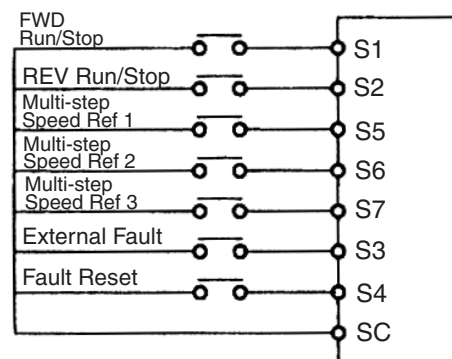 FWD
Run/Stop
S1
REV Run/Stop
S2
Multi-step
Speed Ref 1
S5
Multi-step
Speed Ref 2
S6
Multi-step
Speed Ref 3
S7
External Fault
S3
Fault Reset
S4
SC